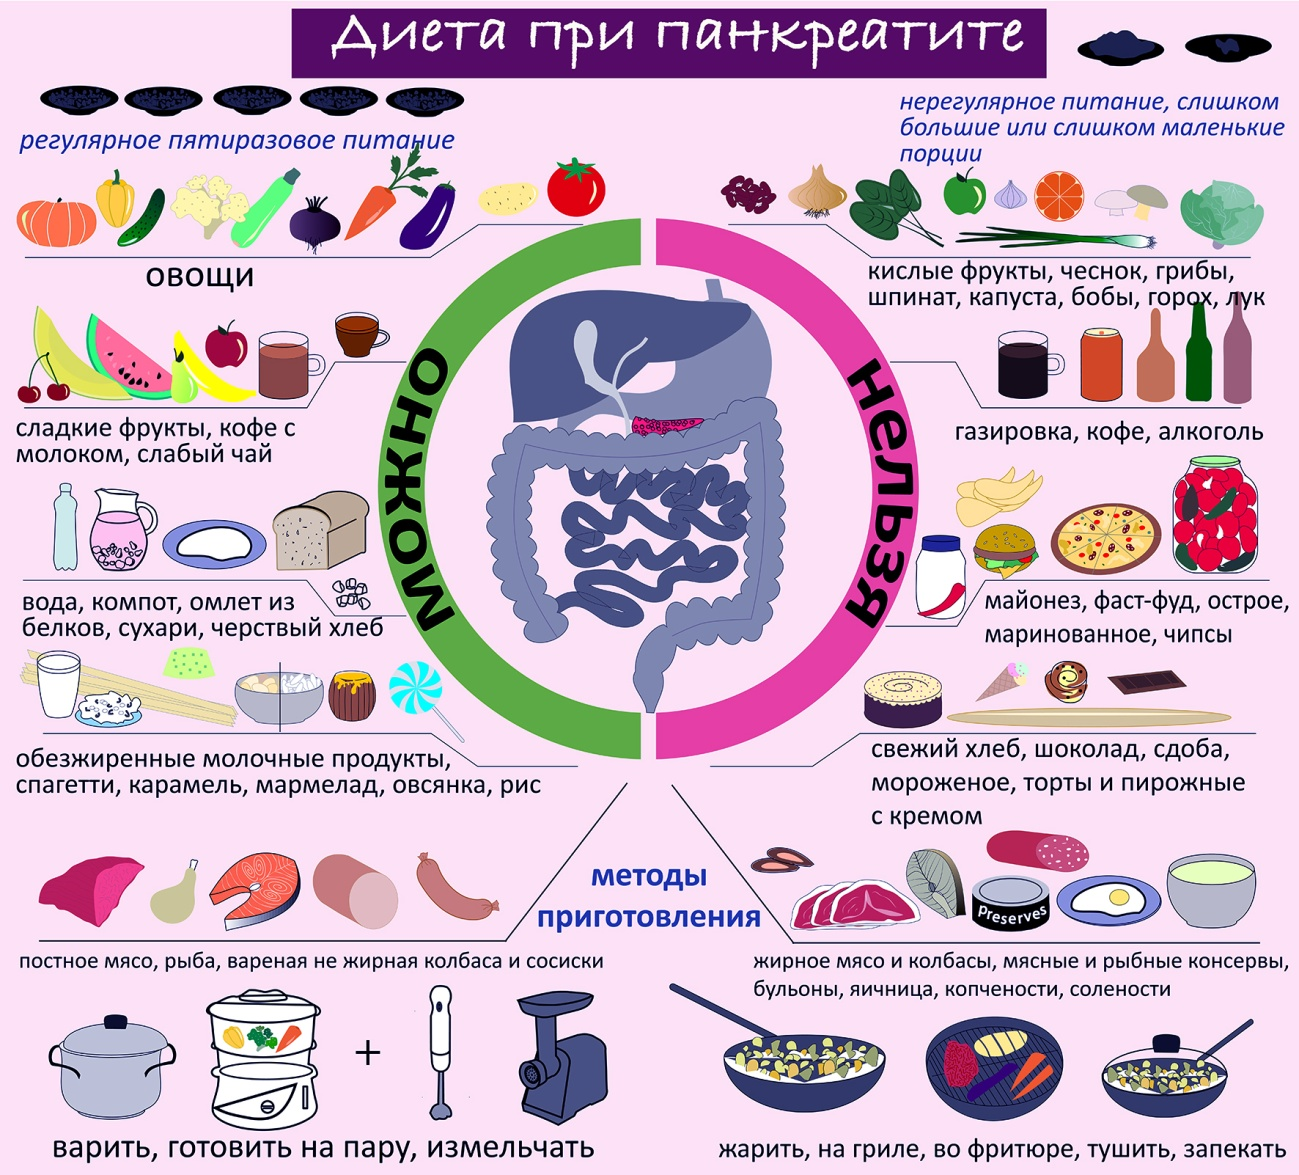 Диета при панкреатите
регулярное пятиразовое питание
нерегулярное питание, слишком
большие или слишком маленькие
порции
овощи
кислые фрукты, чеснок, грибы,
шпинат, капуста, бобы, горох, лук
сладкие фрукты, кофе с
молоком, слабый чай
газировка, кофе, алкоголь
можно
нельзя
вода, компот, омлет из
белков, сухари, черствый хлеб
майонез, фаст-фуд, острое,
маринованное, чипсы
обезжиренные молочные продукты,
спагетти, карамель, мармелад, овсянка, рис
свежий хлеб, шоколад, сдоба,
мороженое, торты и пирожные
с кремом
методы
приготовления
Preserves
постное мясо, рыба, вареная не жирная колбаса и сосиски
жирное мясо и колбасы, мясные и рыбные консервы,
бульоны, яичница, копчености, солености
+
варить, готовить на пару, измельчать
жарить, на гриле, во фритюре, тушить, запекать